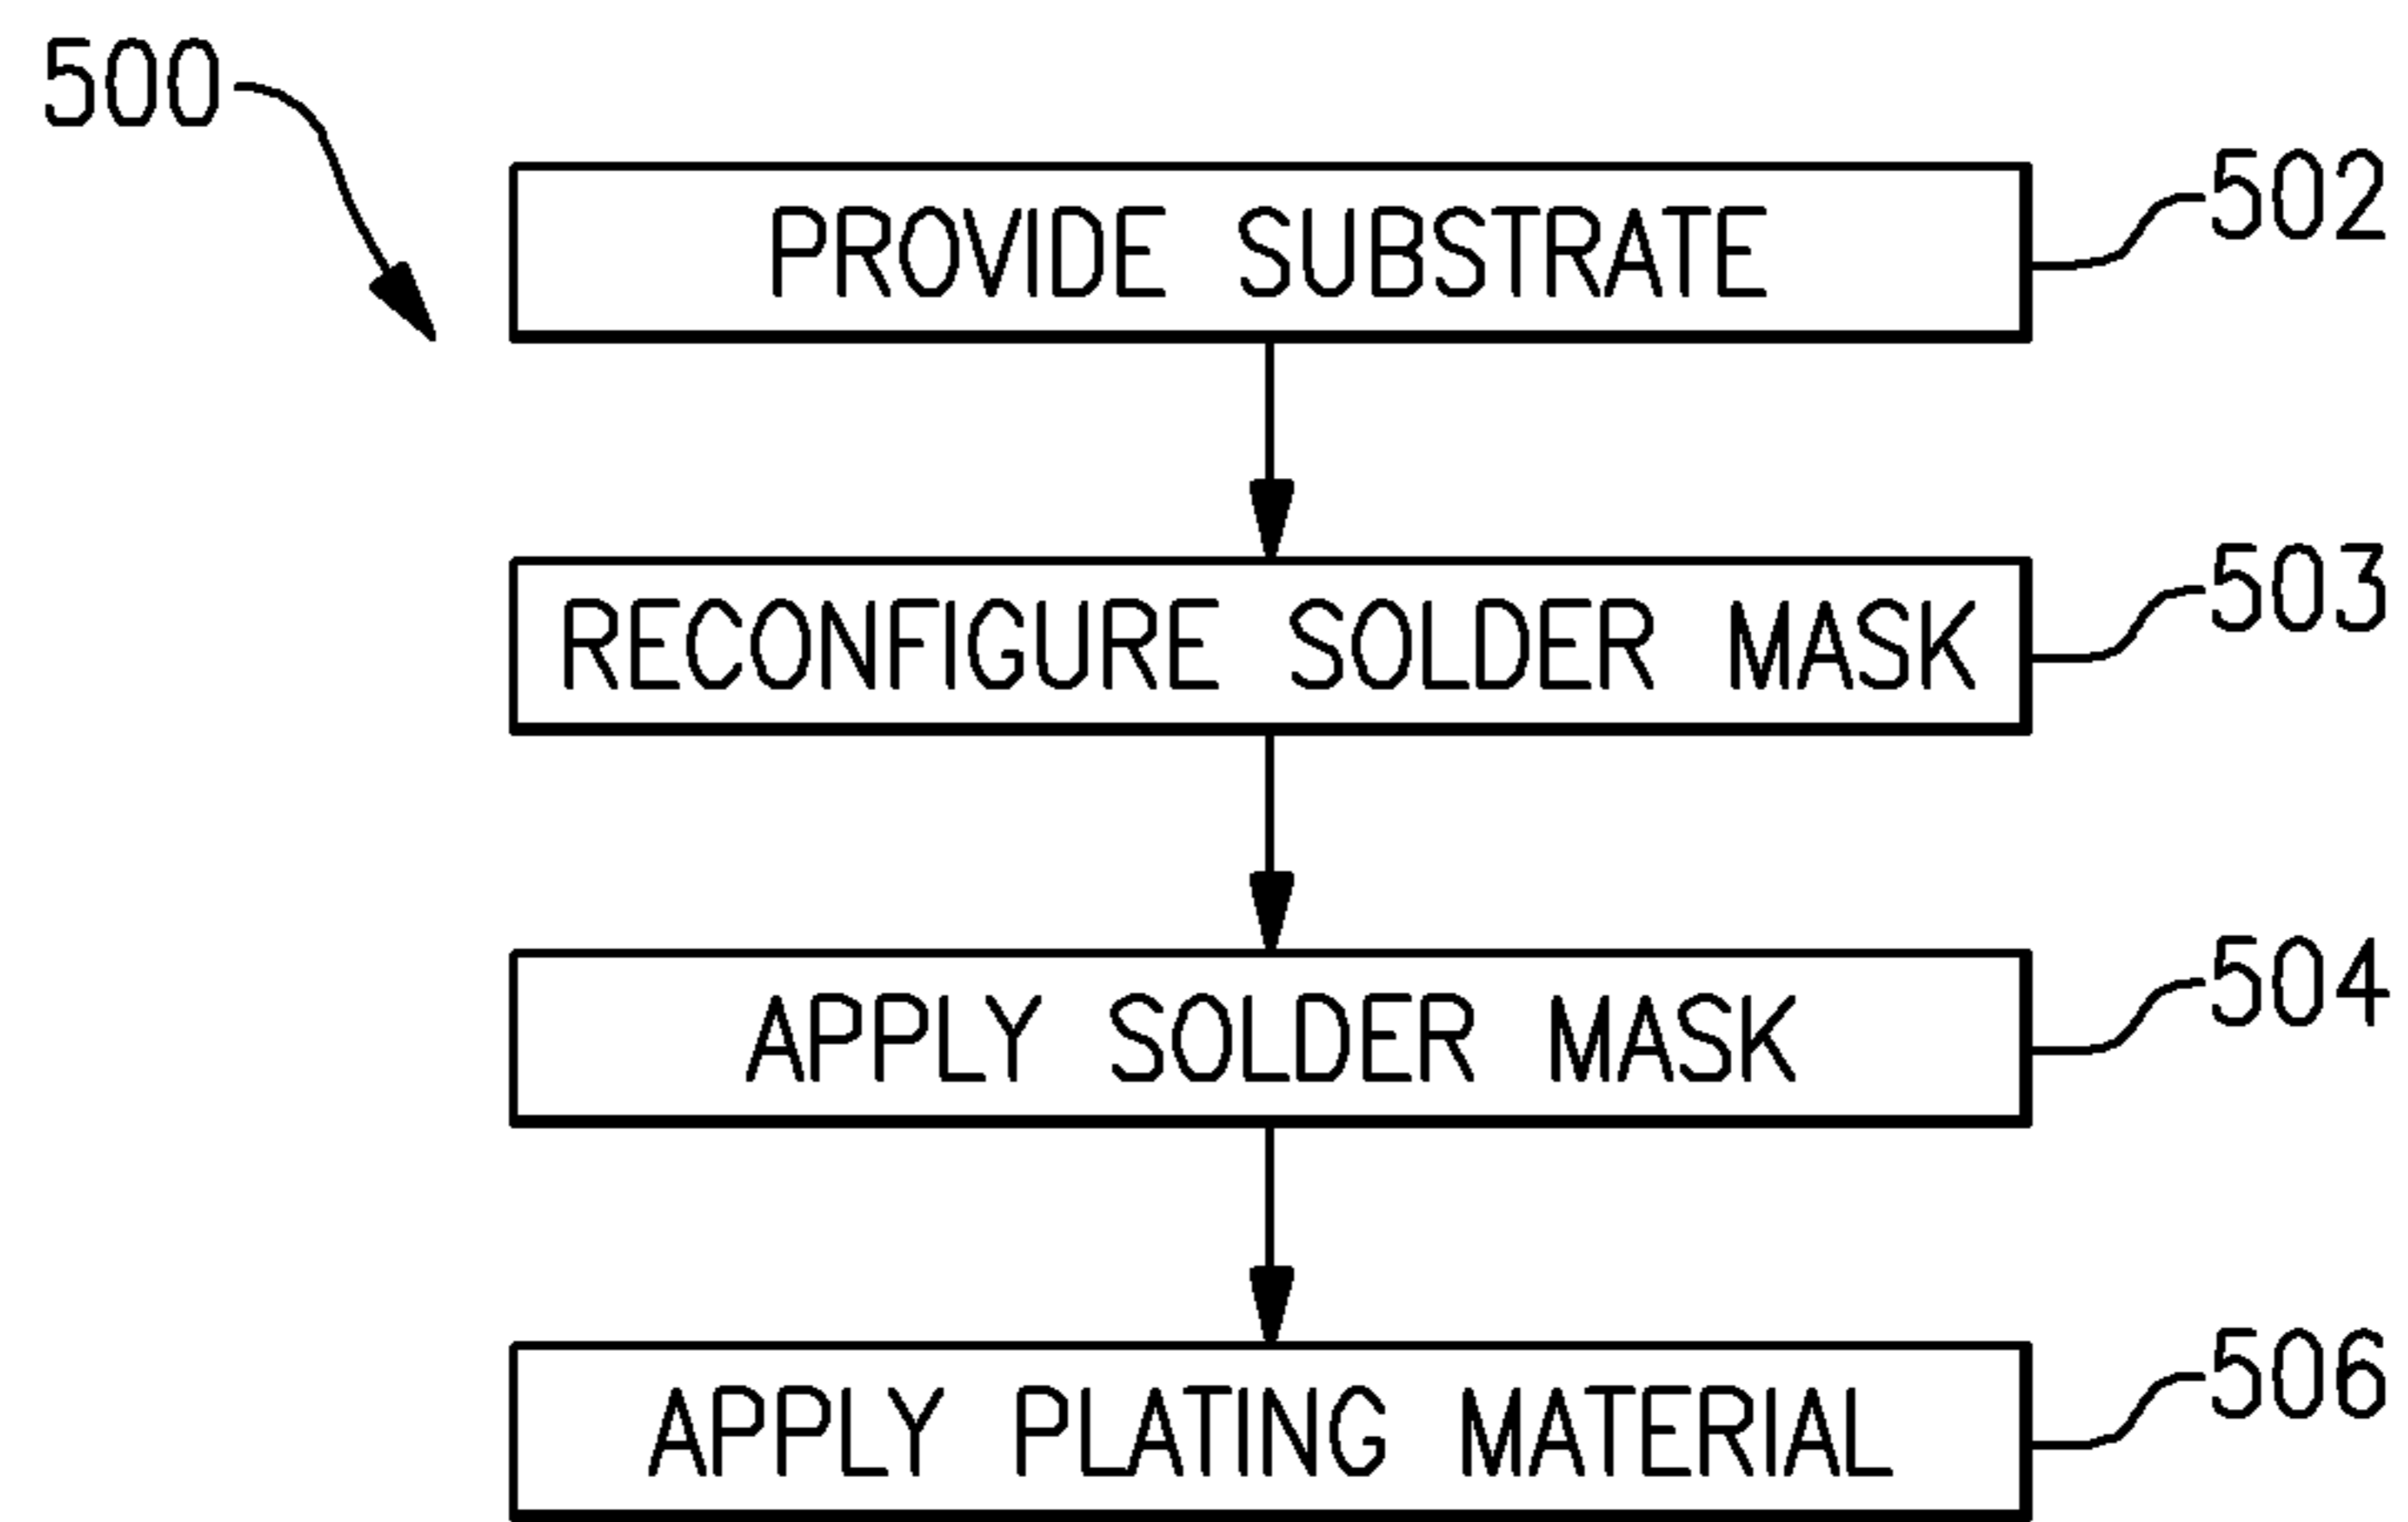 500
PROVIDE SUBSTRATE
502
RECONFIGURE SOLDER MASK
503
APPLY SOLDER MASK
504
APPLY PLATING MATERIAL
506